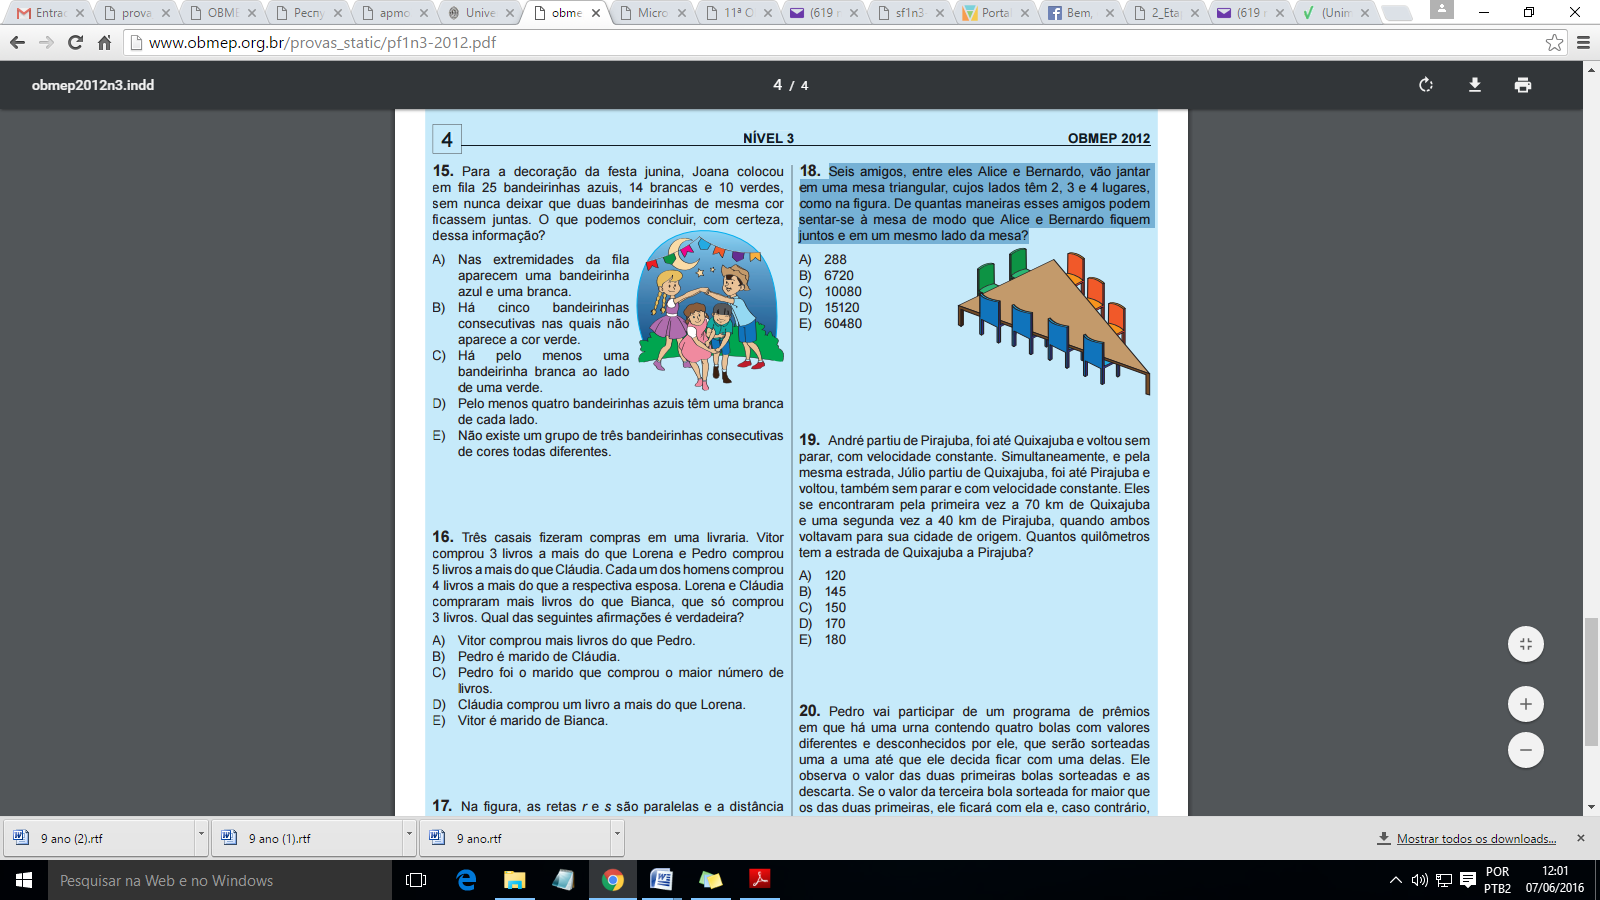 Entrac
prova
OBME
Pecny
apmo
Unive
obme
Micro
11ª O
(619 n
sf1n3
Portal
Bem,
2_Eta
(619 n
(Unim
www.obmep.org.br/provas_static/pf1n3-2012.pdf
obmep2012n3.indd
4 / 4
4
NÍVEL 3
OBMEP 2012
15. Para a decoração da festa junina, Joana colocou
em fila 25 bandeirinhas azuis, 14 brancas e 10 verdes,
sem nunca deixar que duas bandeirinhas de mesma cor
ficassem juntas. O que podemos concluir, com certeza,
dessa informação?
A) Nas extremidades da fila
aparecem uma bandeirinha
azul e uma branca.
B) Há cinco bandeirinhas
consecutivas nas quais não
aparece a cor verde.
C) Há pelo menos uma
bandeirinha branca ao lado
de uma verde.
D) Pelo menos quatro bandeirinhas azuis têm uma branca
de cada lado.
E) Não existe um grupo de três bandeirinhas consecutivas
de cores todas diferentes.
16. Três casais fizeram compras em uma livraria. Vitor
comprou 3 livros a mais do que Lorena e Pedro comprou
5 livros a mais do que Cláudia. Cada um dos homens comprou
4 livros a mais do que a respectiva esposa. Lorena e Cláudia
compraram mais livros do que Bianca, que só comprou
3 livros. Qual das seguintes afirmações é verdadeira?
A) Vitor comprou mais livros do que Pedro.
B) Pedro é marido de Cláudia.
C) Pedro foi o marido que comprou o maior número de
livros.
D) Cláudia comprou um livro a mais do que Lorena.
E) Vitor é marido de Bianca.
17. Na figura, as retas r e s são paralelas e a distância
18. Seis amigos, entre eles Alice e Bernardo, vão jantar
em uma mesa triangular, cujos lados têm 2, 3 e 4 lugares,
como na figura. De quantas maneiras esses amigos podem
sentar-se à mesa de modo que Alice e Bernardo fiquem
juntos e em um mesmo lado da mesa?
A) 288
B) 6720
C) 10080
D) 15120
E) 60480
19. André partiu de Pirajuba, foi até Quixajuba e voltou sem
parar, com velocidade constante. Simultaneamente, e pela
mesma estrada, Júlio partiu de Quixajuba, foi até Pirajuba e
voltou, também sem parar e com velocidade constante. Eles
se encontraram pela primeira vez a 70 km de Quixajuba
e uma segunda vez a 40 km de Pirajuba, quando ambos
voltavam para sua cidade de origem. Quantos quilômetros
tem a estrada de Quixajuba a Pirajuba?
A) 120
B) 145
C) 150
D) 170
E) 180
20. Pedro vai participar de um programa de prêmios
em que há uma urna contendo quatro bolas com valores
diferentes e desconhecidos por ele, que serão sorteadas
uma a uma até que ele decida ficar com uma delas. Ele
observa o valor das duas primeiras bolas sorteadas e as
descarta. Se o valor da terceira bola sorteada for maior que
os das duas primeiras, ele ficará com ela e, caso contrário,
9 ano (2).rtf
9 ano (1).rtf
9 ano.rtf
Mostrar todos os downloads...
Pesquisar na Web e no Windows
POR
PTB2
12:01
07/06/2016